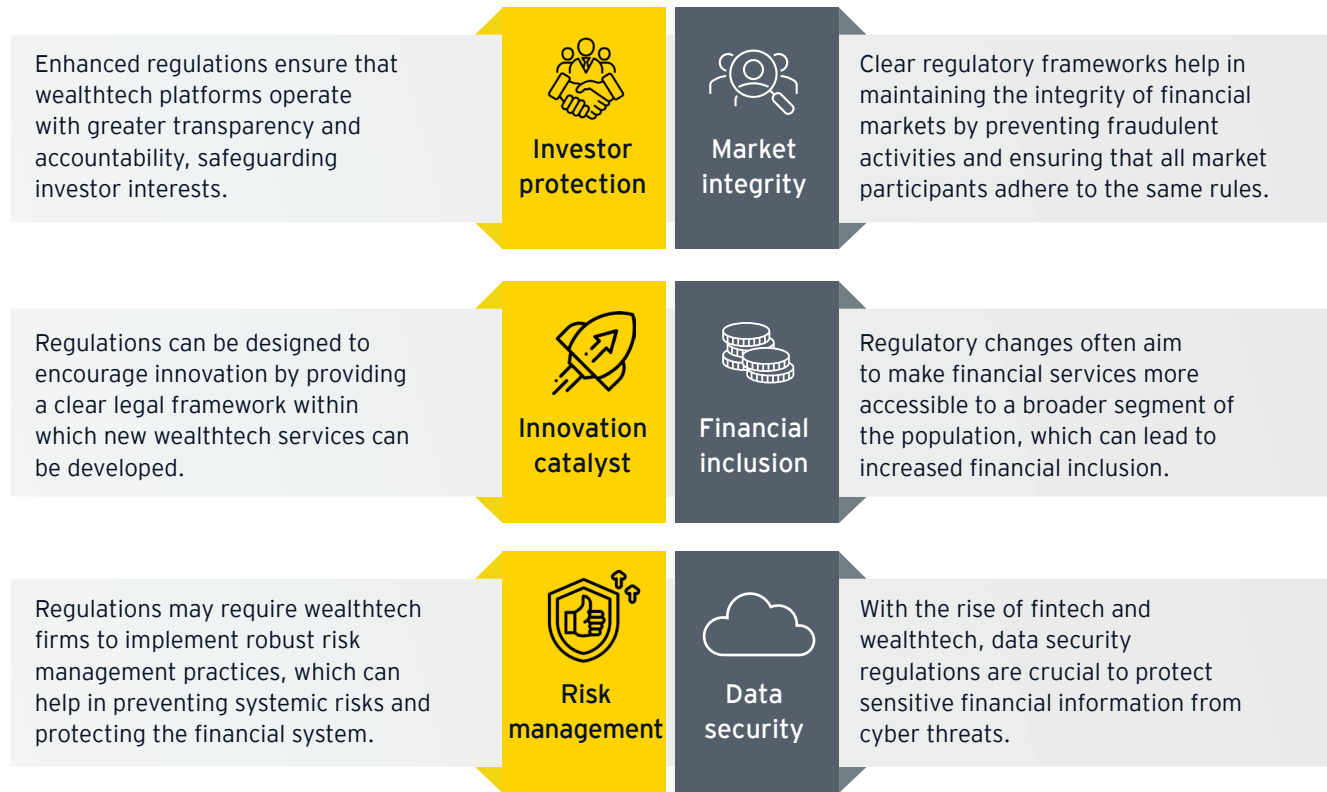 Enhanced regulations ensure that
wealthtech platforms operate
with greater transparency and
accountability, safeguarding
investor interests.
Investor
protection
Market
integrity
Clear regulatory frameworks help in
maintaining the integrity of financial
markets by preventing fraudulent
activities and ensuring that all market
participants adhere to the same rules.
Regulations can be designed to
encourage innovation by providing
a clear legal framework within
which new wealthtech services can
be developed.
Innovation
catalyst
Financial
inclusion
Regulatory changes often aim
to make financial services more
accessible to a broader segment of
the population, which can lead to
increased financial inclusion.
Regulations may require wealthtech
firms to implement robust risk
management practices, which can
help in preventing systemic risks and
protecting the financial system.
Risk
management
Data
security
With the rise of fintech and
wealthtech, data security
regulations are crucial to protect
sensitive financial information from
cyber threats.